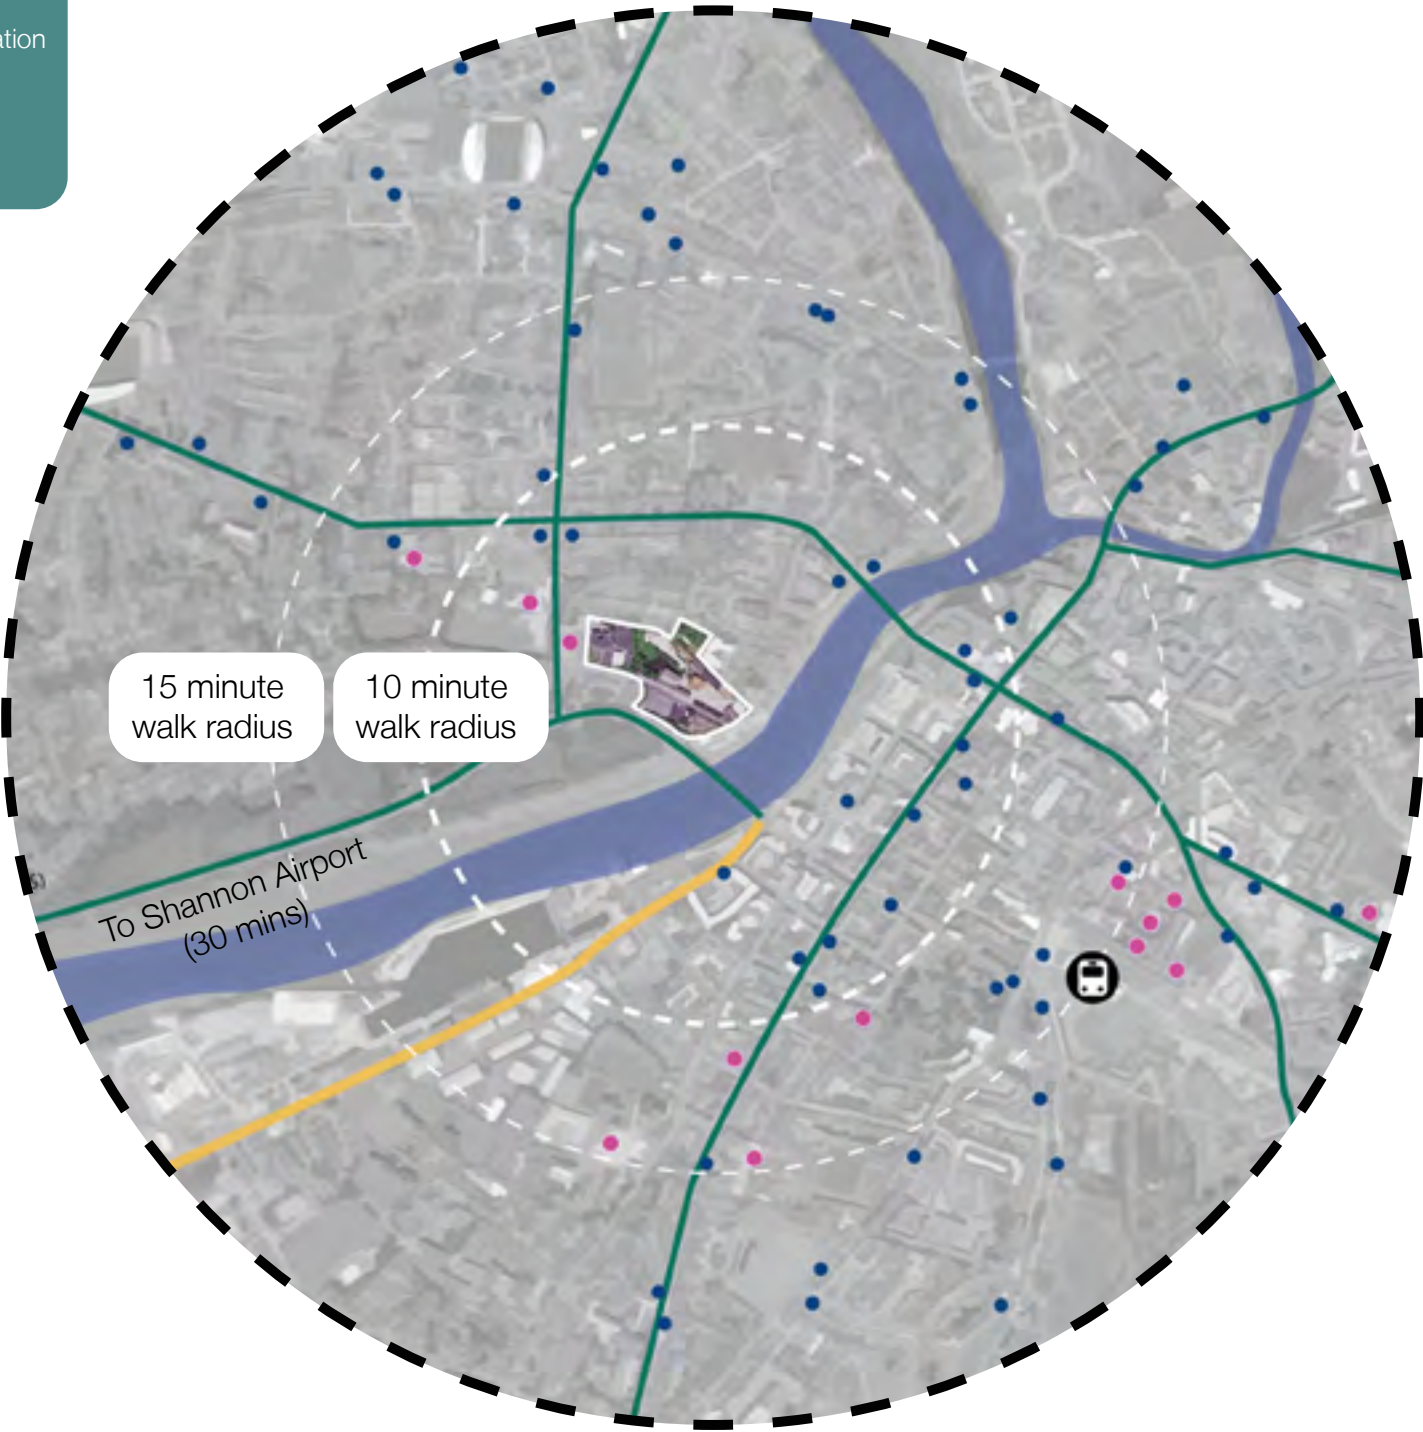 ation
15 minute
walk radius
10 minute
walk radius
To Shannon Airport
(30 mins)
s)